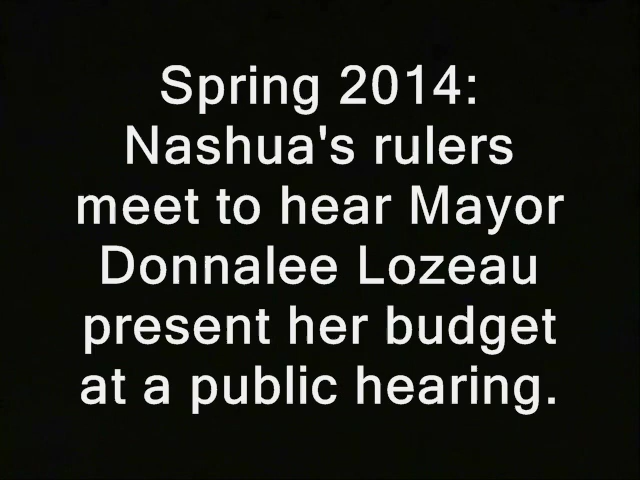 Spring 2014:
Nashua's rulers
meet to hear Mayor
Donnalee Lozeau
present her budget
at a public hearing.